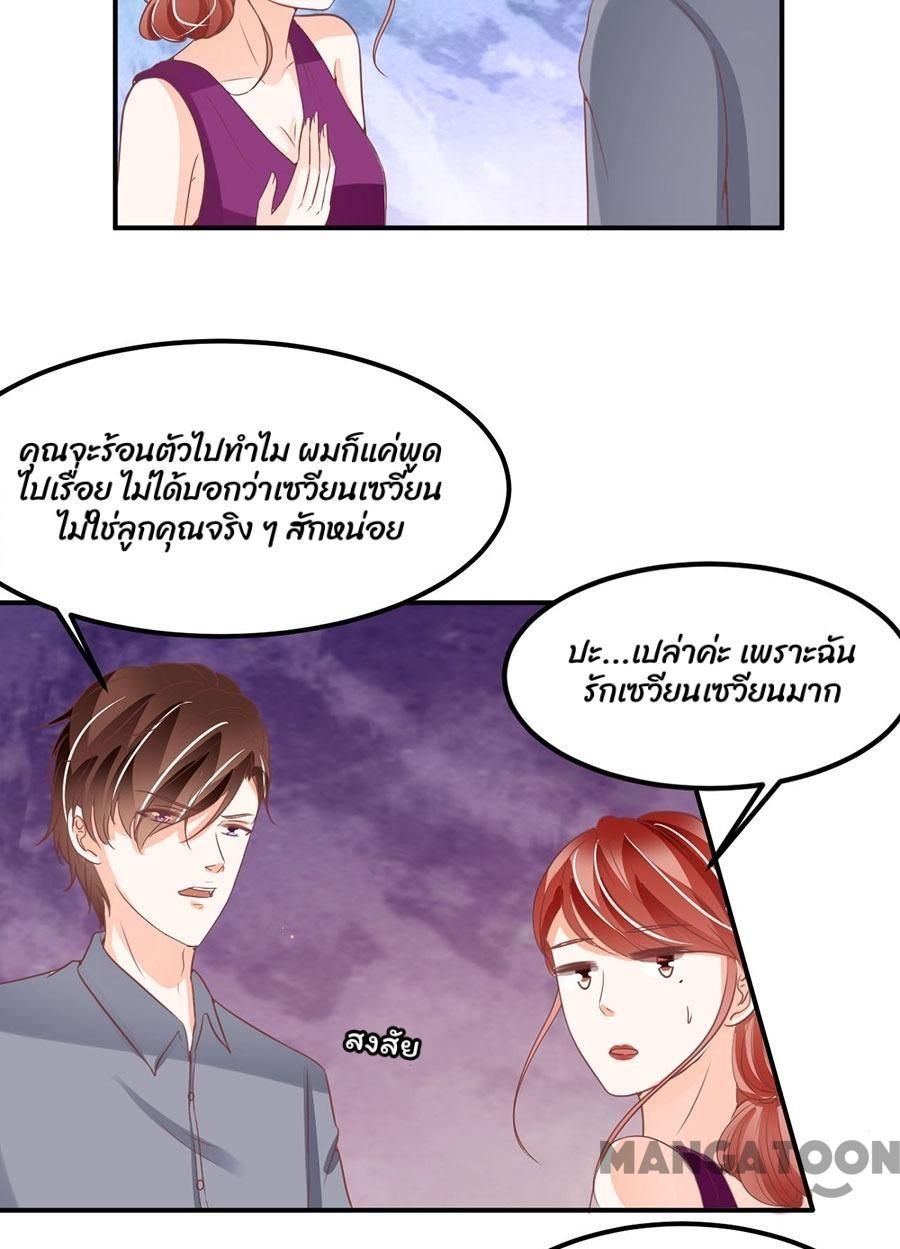 คุณจะร้อนตัวไปทำไม ผมก็แค่พูด
ไปเรื่อย ไม่ได้บอกว่าเซวียนเซวียน
ไม่ใช่ลูกคุณจริง ๆ สักหน่อย
ปะ...เปล่าค่ะ เพราะฉัน
รักเซวียนเซวียนมาก
สงสัย
MANGATOON